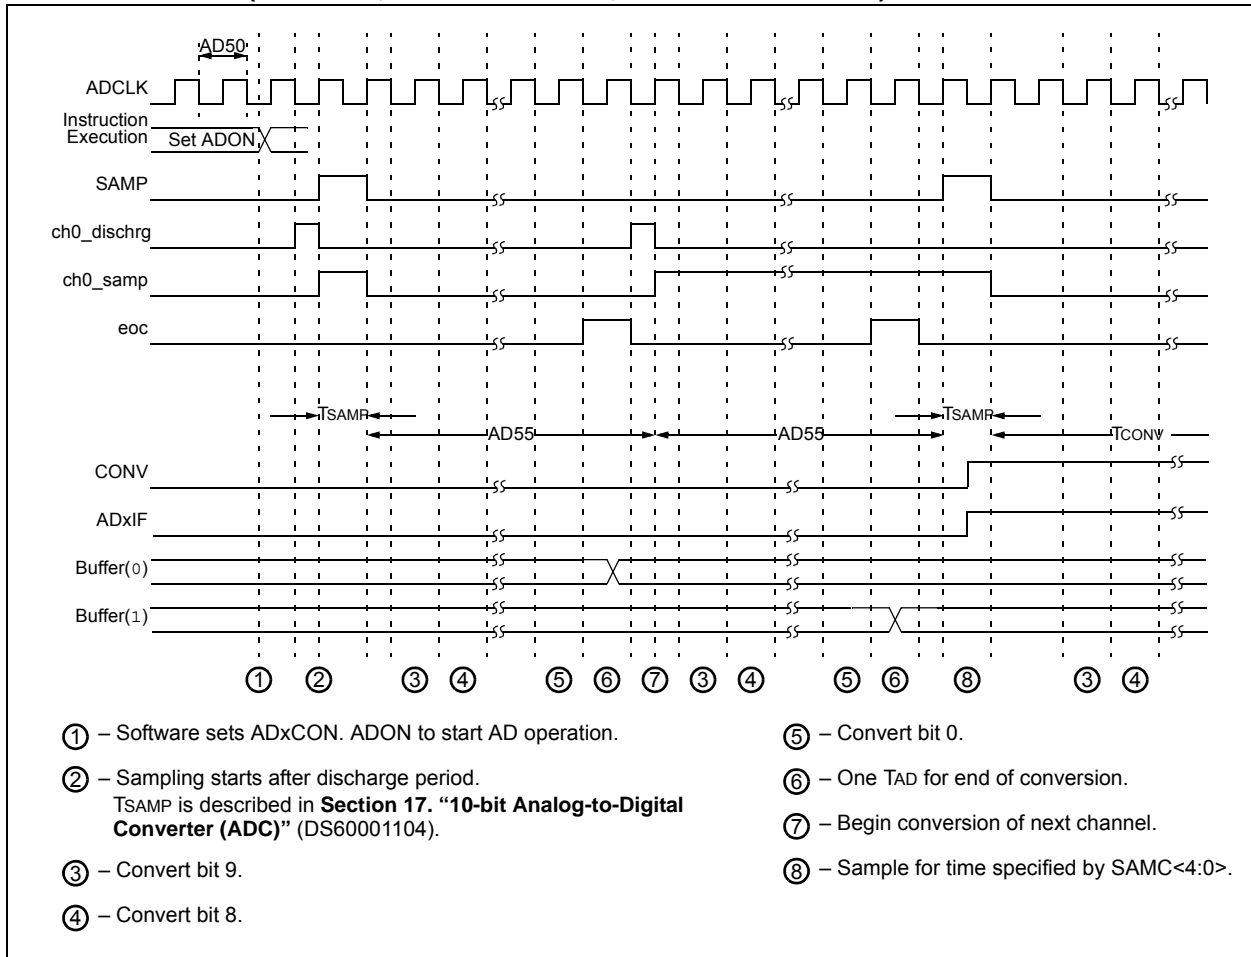 AD50
ADCLK
Instruction
Execution
Set ADON
SAMP
ch0_dischrg
ch0_samp
eoc
TSAMP
TSAMP
AD55
AD55
TCONV
CONV
ADxIF
Buffer(0)
Buffer(1)
1 2 3 4 5 6 7 3 4 5 6 8 3 4
1 – Software sets ADxCON. ADON to start AD operation.
2 – Sampling starts after discharge period.
TSAMP is described in Section 17. “10-bit Analog-to-Digital
Converter (ADC)” (DS60001104).
3 – Convert bit 9.
4 – Convert bit 8.
5 – Convert bit 0.
6 – One TAD for end of conversion.
7 – Begin conversion of next channel.
8 – Sample for time specified by SAMC<4:0>.